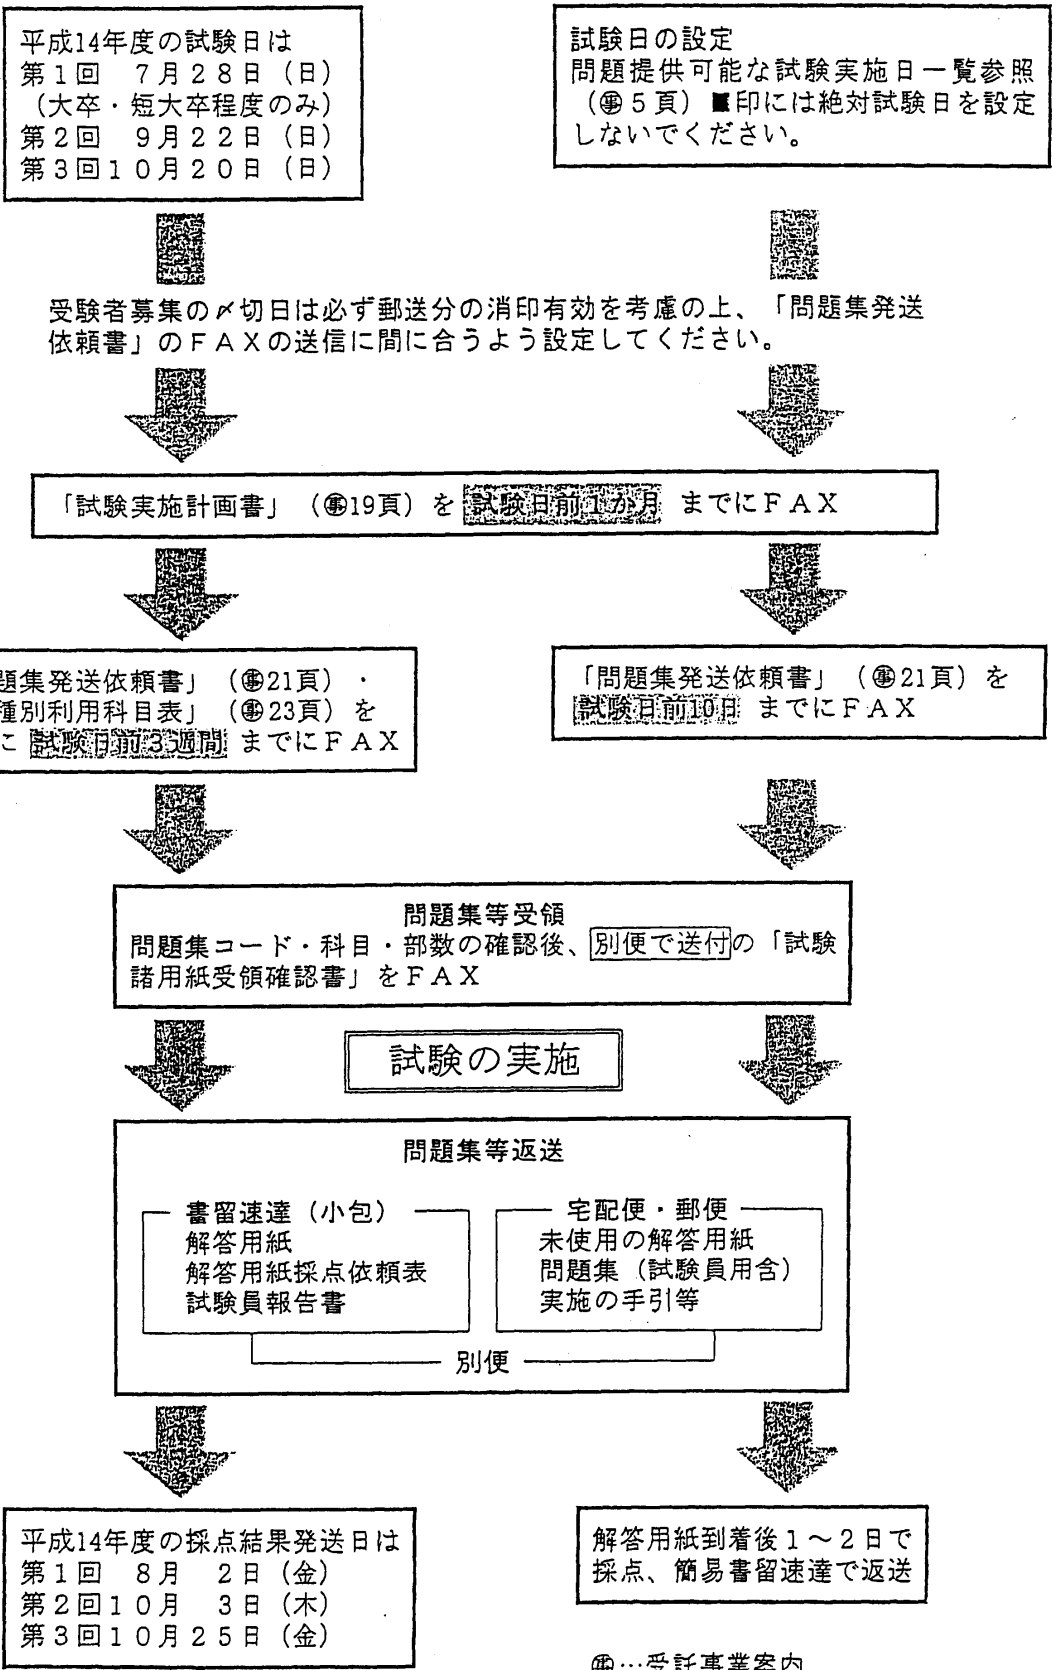 平成14年度の試験日は
第１回　７月２８日（日）
（大卒・短大卒程度のみ）
第２回　９月２２日（日）
第３回１０月２０日（日）
試験日の設定
問題提供可能な試験実施日一覧参照
（㊬５頁）■印には絶対試験日を設定
しないでください。
受験者募集の〆切日は必ず郵送分の消印有効を考慮の上、「問題集発送
依頼書」のＦＡＸの送信に間に合うよう設定してください。
「試験実施計画書」（㊬19頁）を 試験日前１か月 までにＦＡＸ
題集発送依頼書」（㊬21頁）・
種別利用科目表」（㊬23頁）を
に 試験日前３週間 までにＦＡＸ
「問題集発送依頼書」（㊬21頁）を
試験日前10日 までにＦＡＸ
問題集等受領
問題集コード・科目・部数の確認後、別便で送付の「試験
諸用紙受領確認書」をＦＡＸ
試験の実施
問題集等返送
書留速達（小包）
解答用紙
解答用紙採点依頼表
試験員報告書
宅配便・郵便
未使用の解答用紙
問題集（試験員用含）
実施の手引等
別便
平成14年度の採点結果発送日は
第１回　８月　２日（金）
第２回１０月　３日（木）
第３回１０月２５日（金）
解答用紙到着後１～２日で
採点、簡易書留速達で返送
㊬…受託事業案内